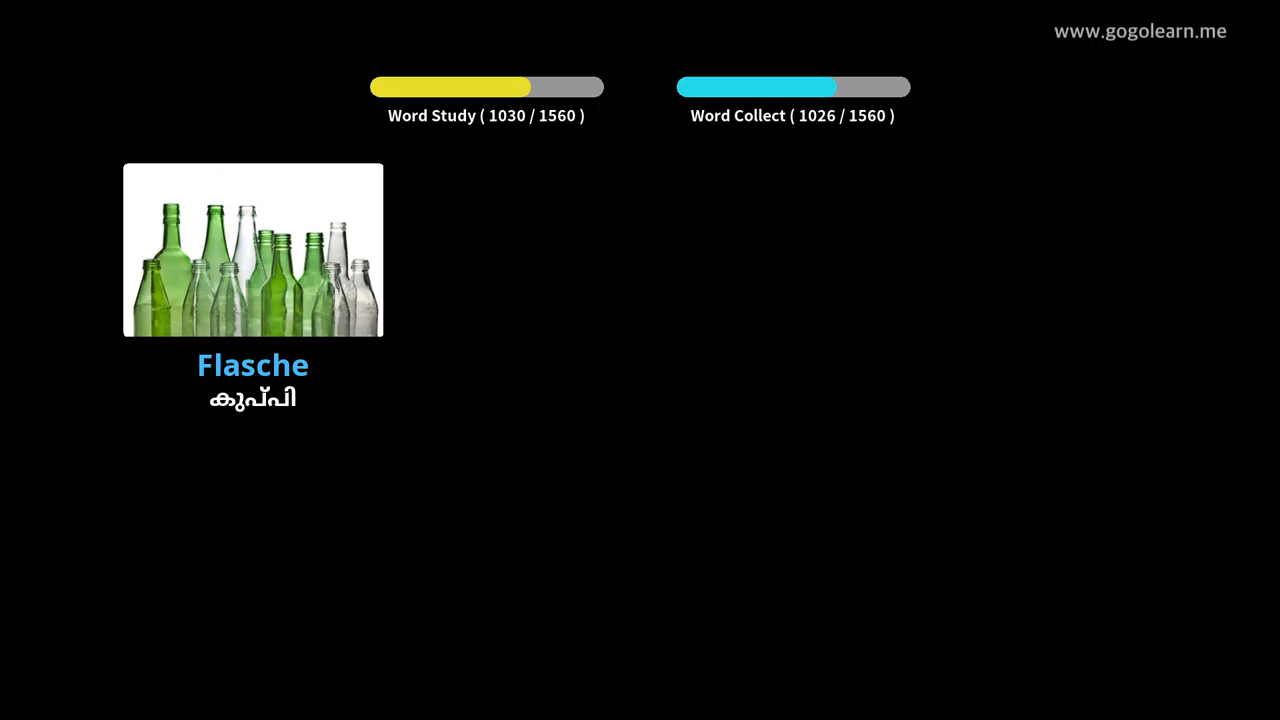 www.gogolearn.me
Word Study ( 1030 / 1560 )
Word Collect ( 1026 / 1560 )
Flasche
കുപ്പി